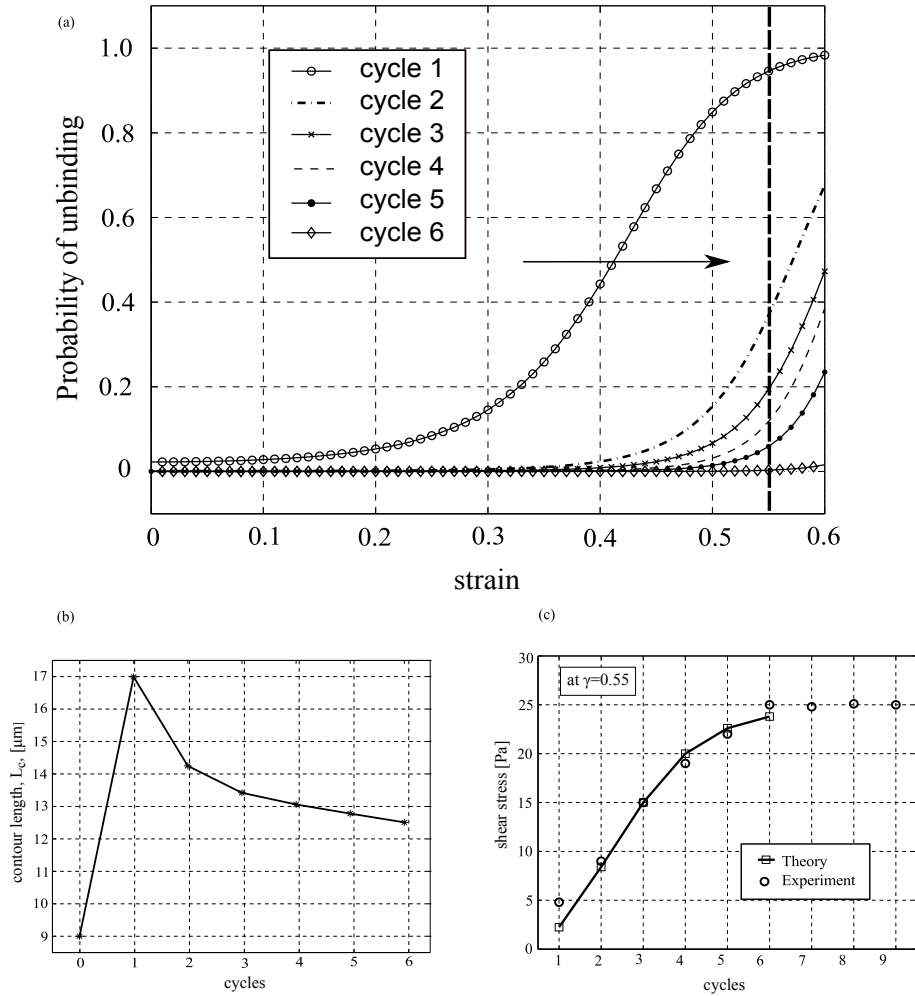 (a)
1.0
0.8
0.6
0.4
0.2
0
Probability of unbinding
cycle 1
cycle 2
cycle 3
cycle 4
cycle 5
cycle 6
0 0.1 0.2 0.3 0.4 0.5 0.6
strain
(b)
17
16
15
14
13
12
11
10
9
contour length, Lc, [μm]
0 1 2 3 4 5 6
cycles
(c)
30
25
20
15
10
5
0
shear stress [Pa]
at γ=0.55
Theory
Experiment
1 2 3 4 5 6 7 8 9
cycles